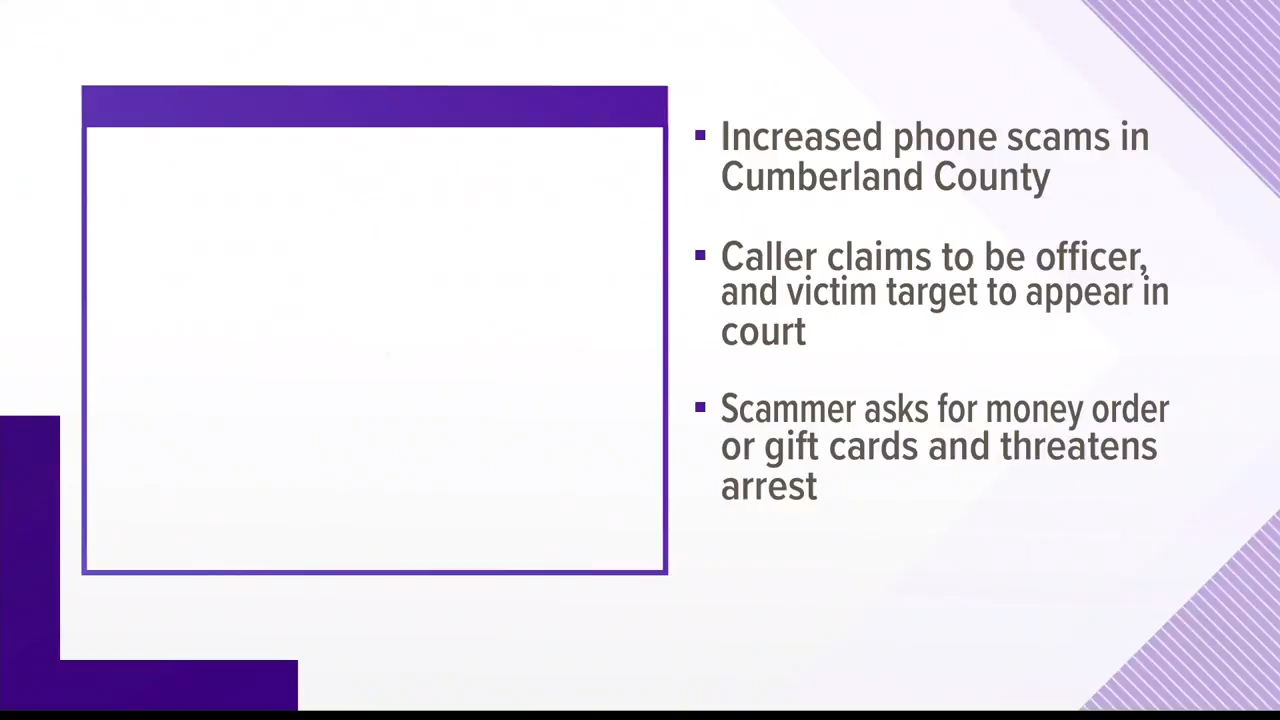 Increased phone scams in
Cumberland County
Caller claims to be officer,
and victim target to appear in
court
Scammer asks for money order
or gift cards and threatens
arrest